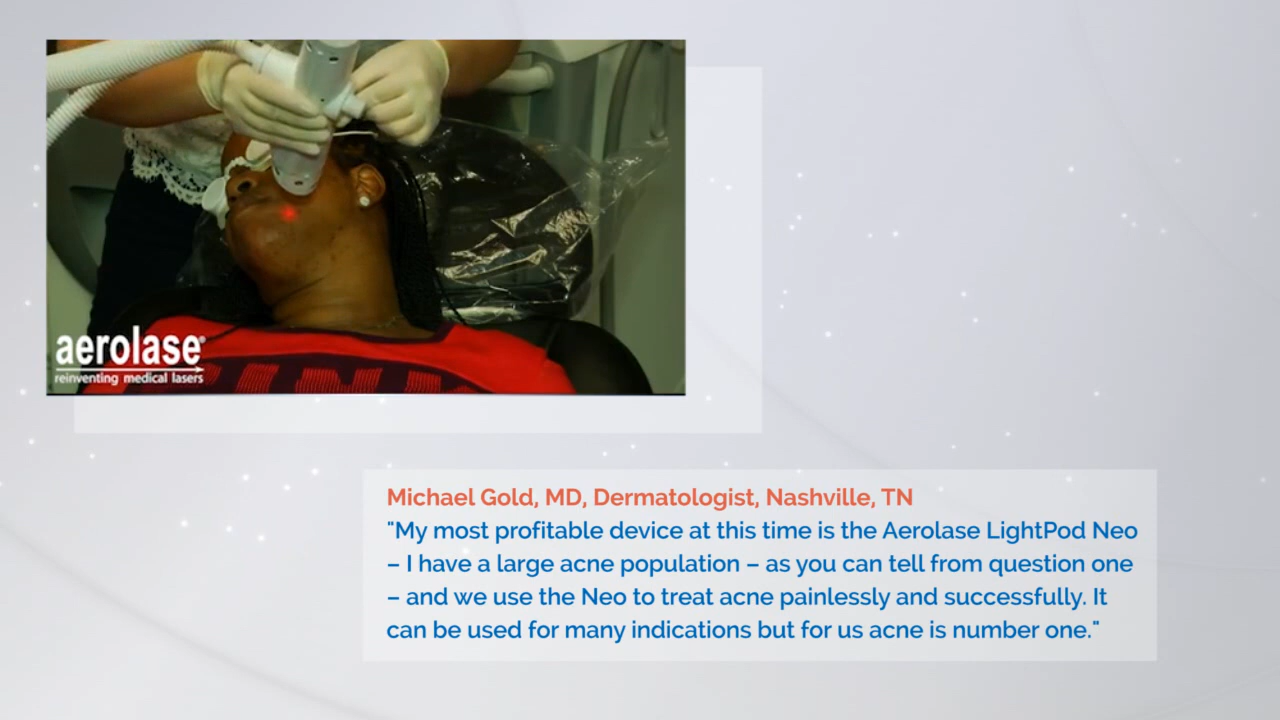 aerolase®
reinventing medical lasers
Michael Gold, MD, Dermatologist, Nashville, TN
"My most profitable device at this time is the Aerolase LightPod Neo
– I have a large acne population – as you can tell from question one
– and we use the Neo to treat acne painlessly and successfully. It
can be used for many indications but for us acne is number one."